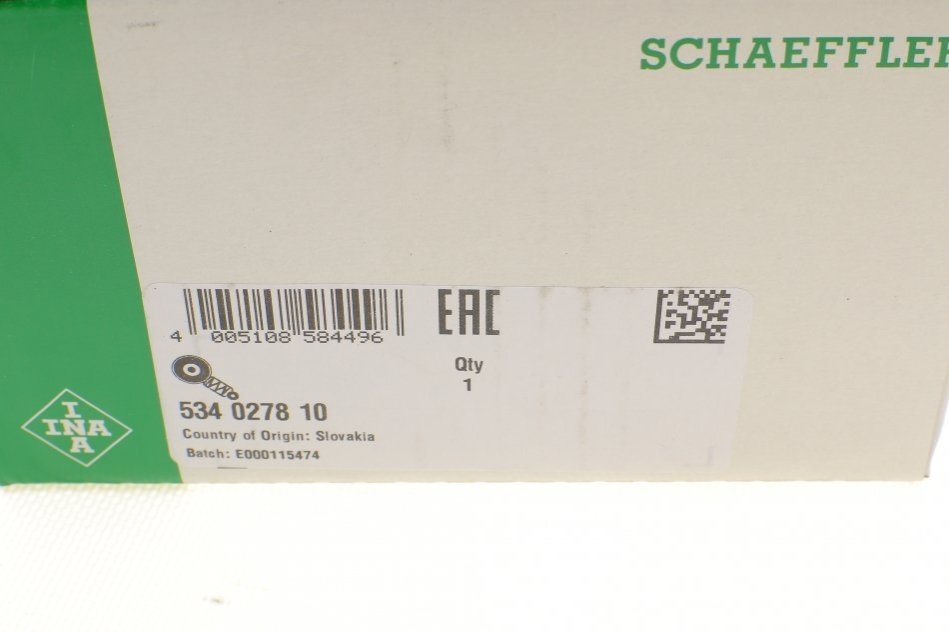 SCHAEFFLER
4 005108 584496
EAC
Qty
1
534 0278 10
Country of Origin: Slovakia
Batch: E000115474
I
INA
A